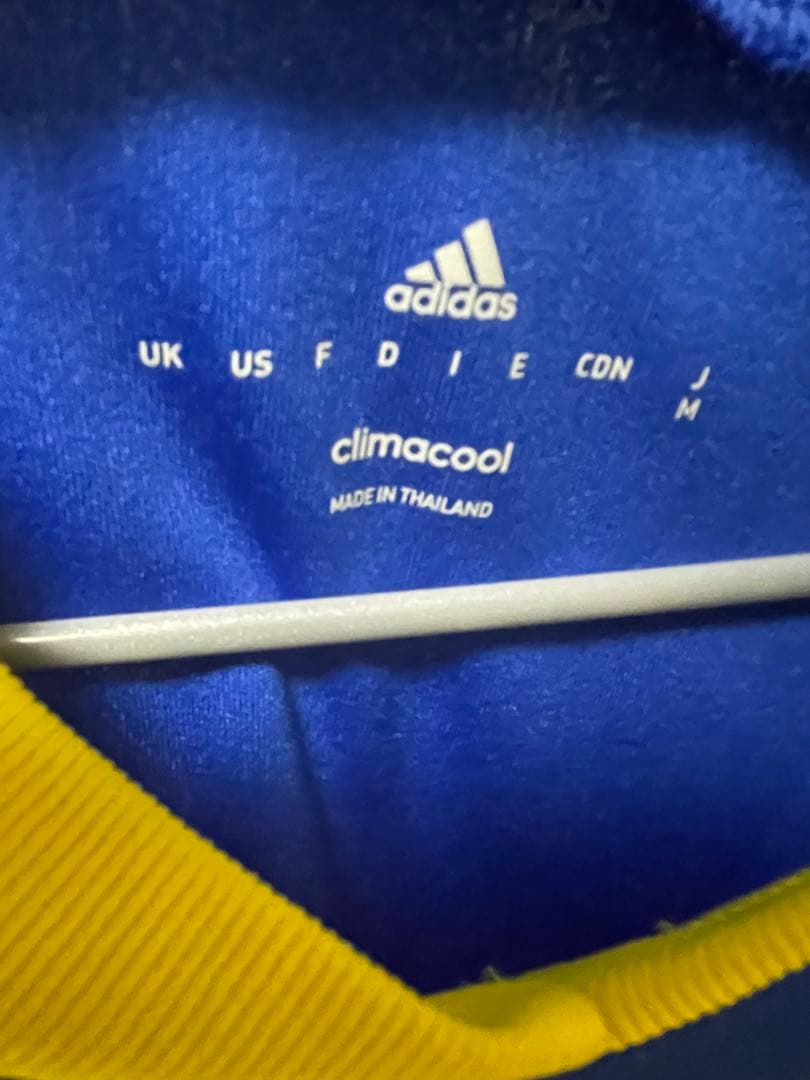 adidas
UK US F D I E CDN J
M
climacool
MADE IN THAILAND